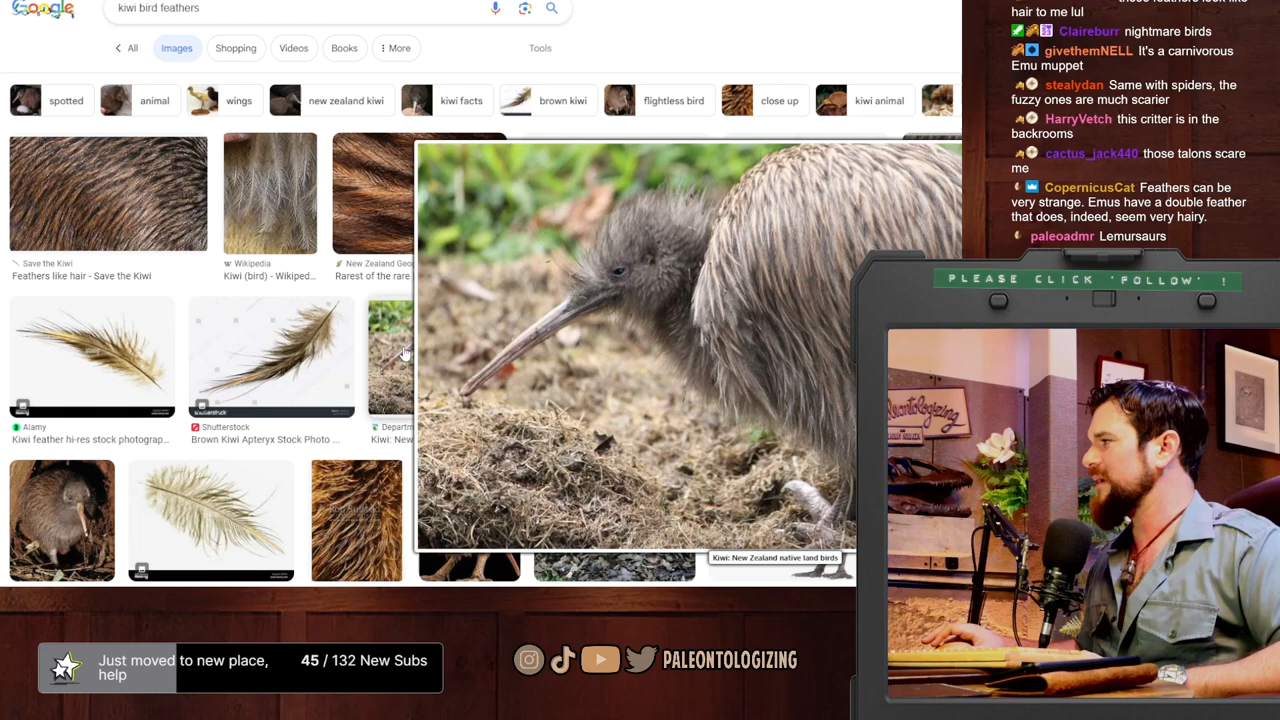 Google
kiwi bird feathers
All
Images
Shopping
Videos
Books
More
Tools
spotted
animal
wings
new zealand kiwi
kiwi facts
brown kiwi
flightless bird
close up
kiwi animal
Save the Kiwi
Feathers like hair - Save the Kiwi
Wikipedia
Kiwi (bird) - Wikiped...
New Zealand Geo
Rarest of the rare
Alamy
Kiwi feather hi-res stock photograp...
Shutterstock
Brown Kiwi Apteryx Stock Photo ...
Departm
Kiwi: New
Kiwi: New Zealand native land birds
hair to me lul
Claireburr nightmare birds
givethemNELL It's a carnivorous
Emu muppet
stealydan Same with spiders, the
fuzzy ones are much scarier
HarryVetch this critter is in the
backrooms
cactus_jack440 those talons scare
me
CopernicusCat Feathers can be
very strange. Emus have a double feather
that does, indeed, seem very hairy.
paleoadmr Lemursaurs
PLEASE CLICK "FOLLOW" !
Just moved to new place,
help
45 / 132 New Subs
PALEONTOLOGIZING